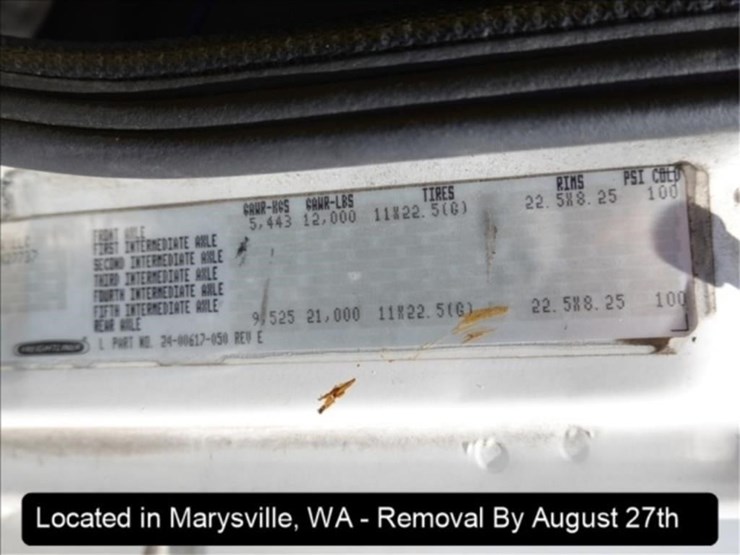 GAWR-KGS GAWR-LBS TIRES RIMS PSI COLD
FRONT AXLE 5,443 12,000 11X22.5(G) 22.5X8.25 100
FIRST INTERMEDIATE AXLE
SECOND INTERMEDIATE AXLE
THIRD INTERMEDIATE AXLE
FOURTH INTERMEDIATE AXLE
FIFTH INTERMEDIATE AXLE
REAR AXLE 9,525 21,000 11X22.5(G) 22.5X8.25 100
PART NO. 24-00617-050 REV E
Located in Marysville, WA - Removal By August 27th